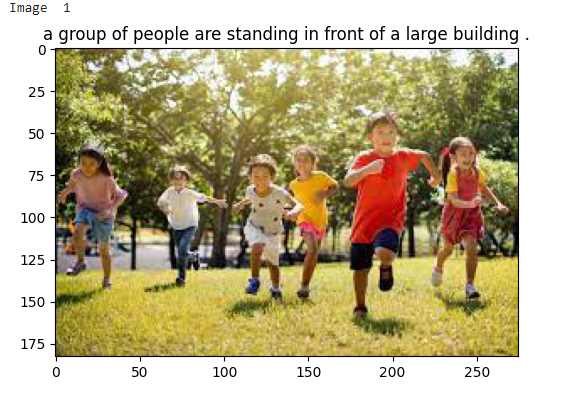 Image 1
a group of people are standing in front of a large building .
0
25
50
75
100
125
150
175
0 50 100 150 200 250